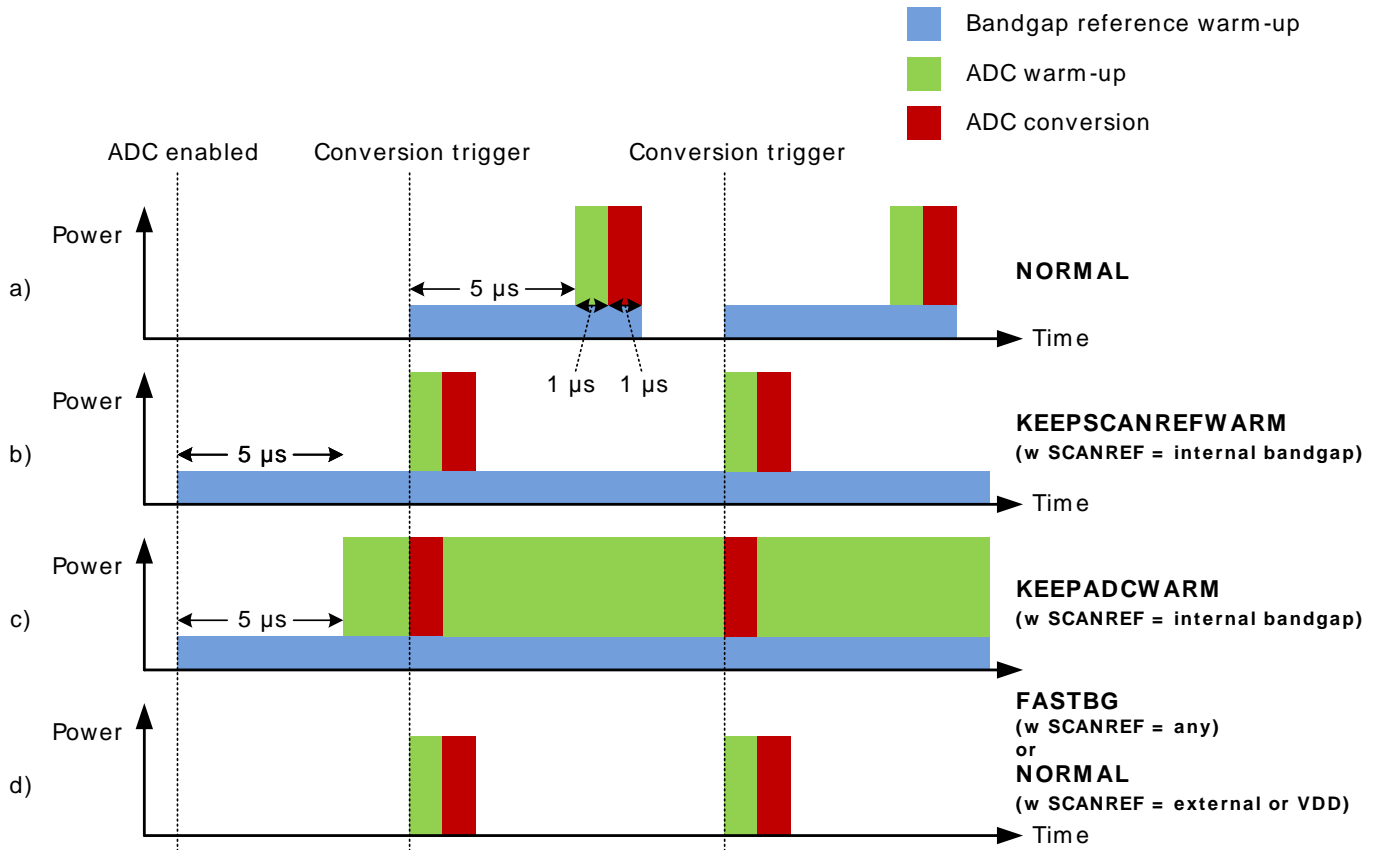 Bandgap reference warm-up
ADC warm-up
ADC conversion
ADC enabled
Conversion trigger
Conversion trigger
Power
a)
5 µs
1 µs
1 µs
NORMAL
Time
Power
b)
5 µs
KEEPSCANREFWARM
(w SCANREF = internal bandgap)
Time
Power
c)
5 µs
KEEPADCWARM
(w SCANREF = internal bandgap)
Power
d)
FASTBG
(w SCANREF = any)
or
NORMAL
(w SCANREF = external or VDD)
Time